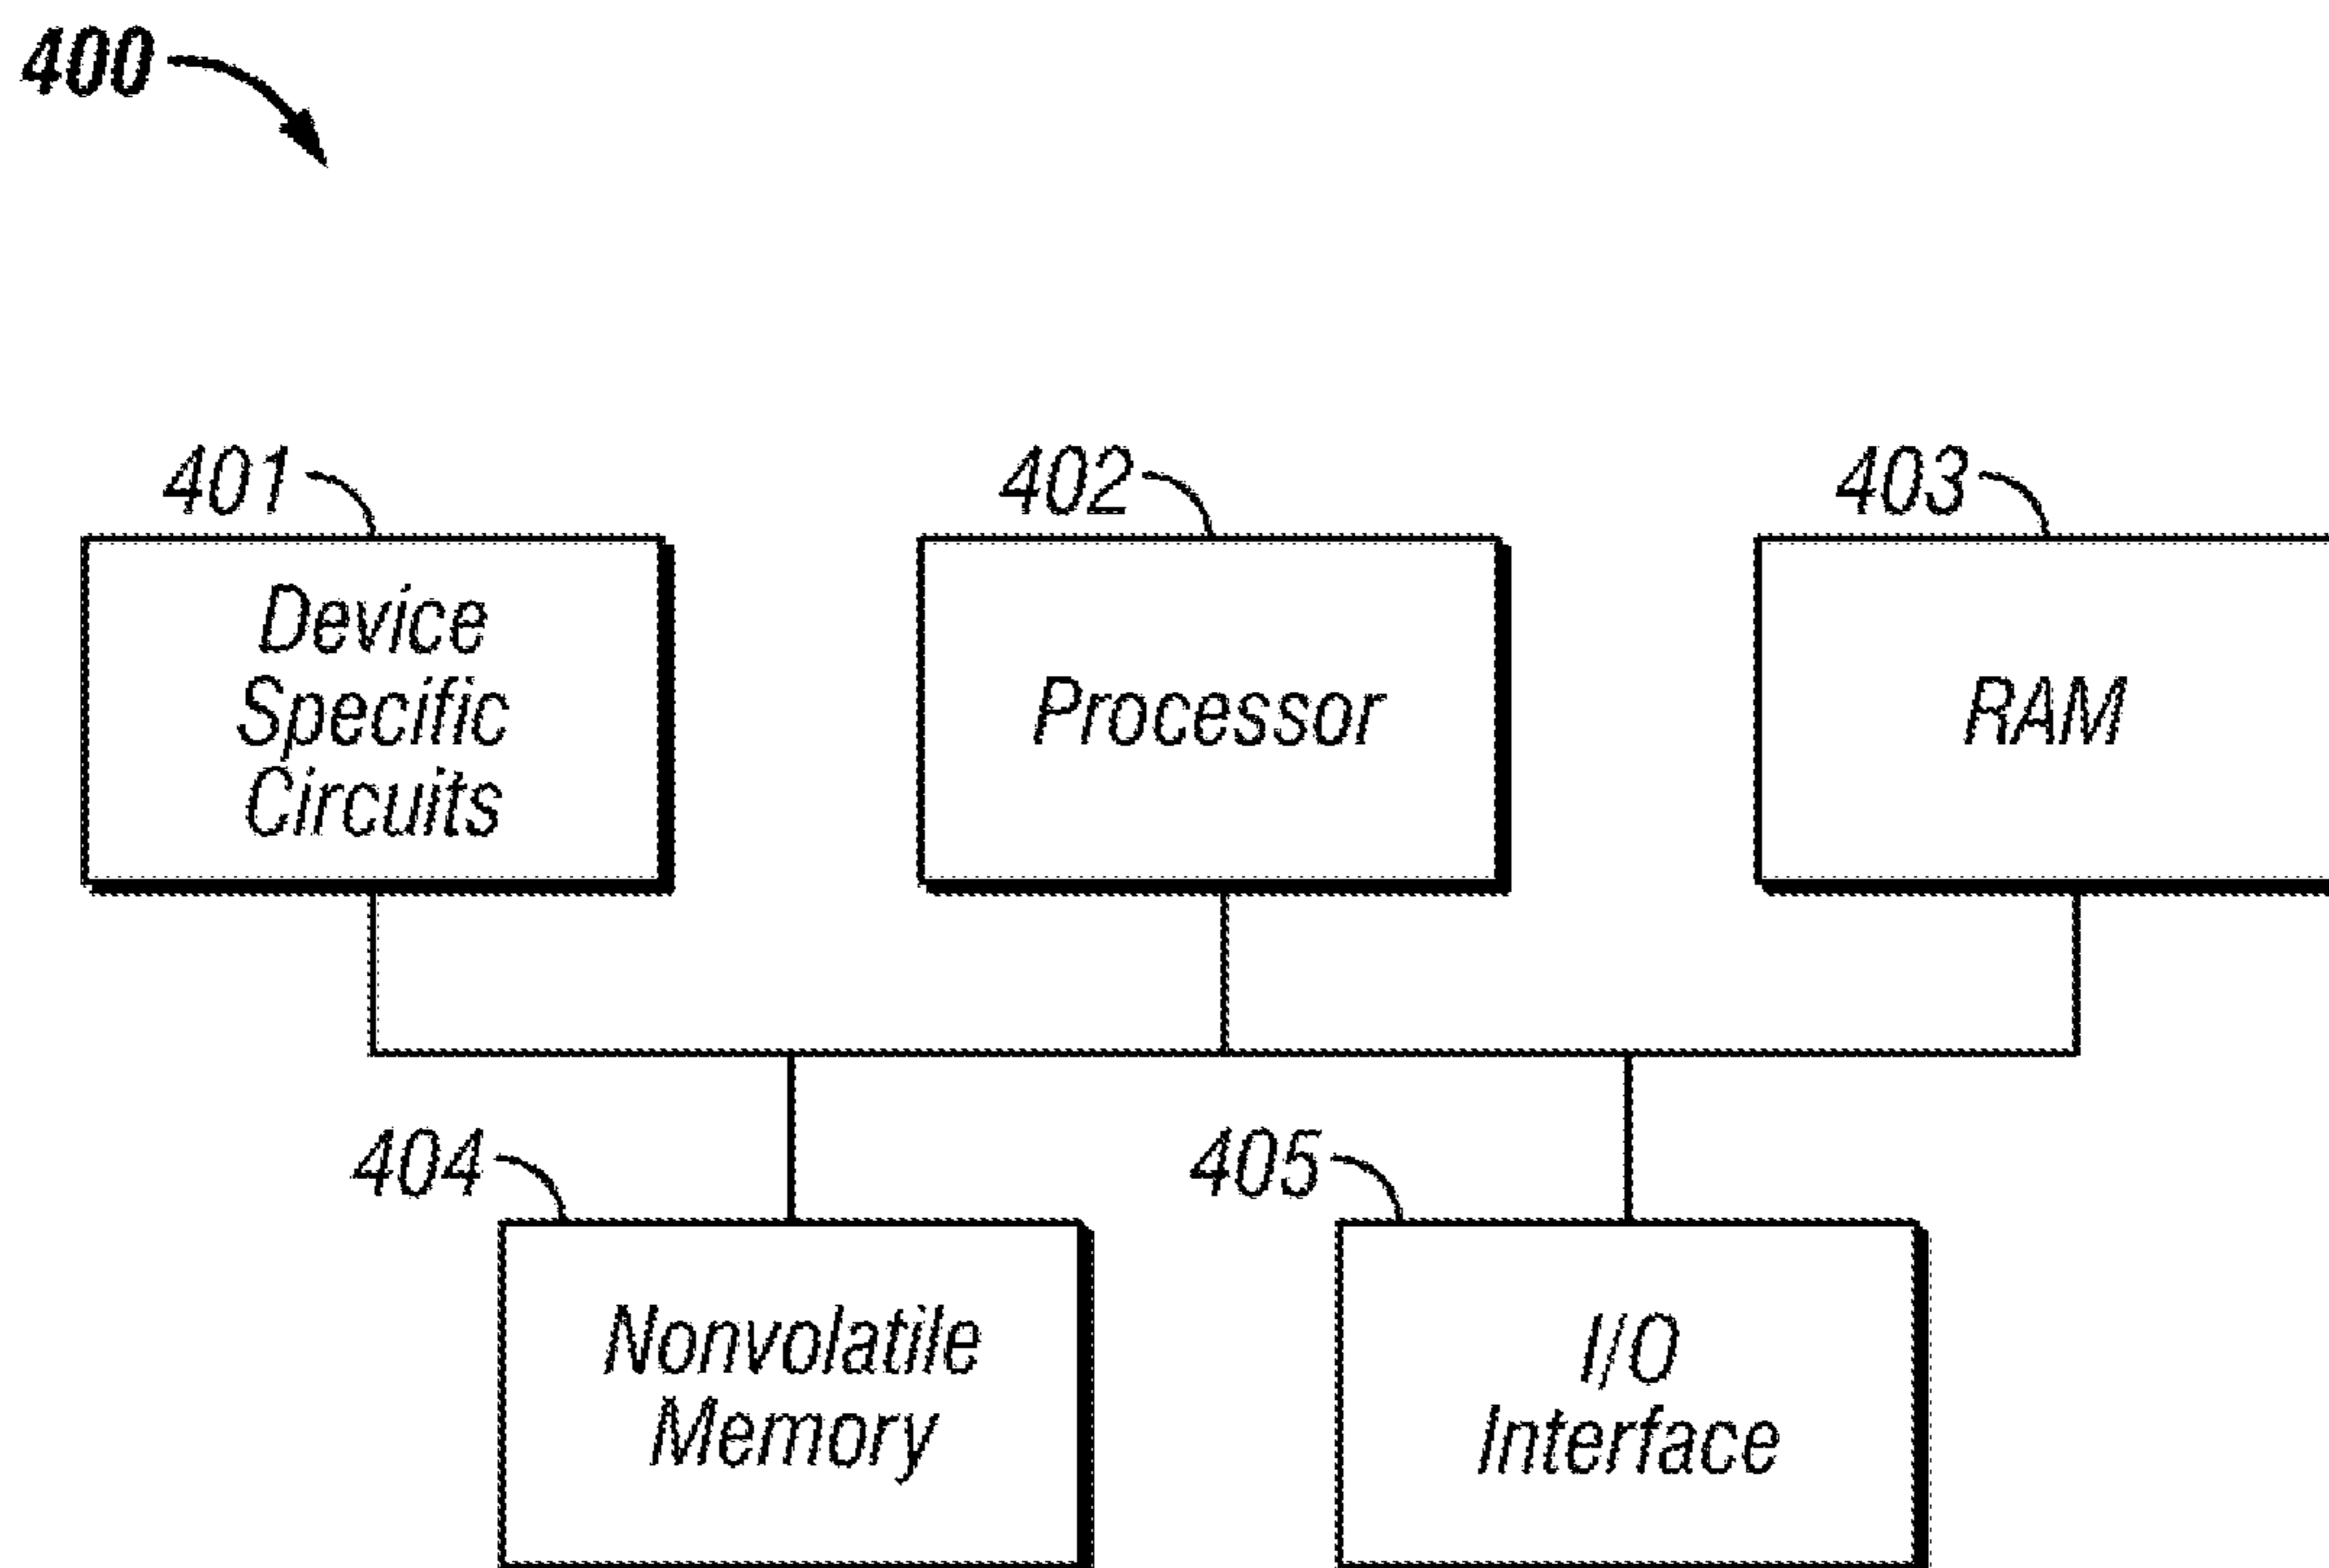 400
401
402
403
Device
Specific
Circuits
Processor
RAM
404
405
Nonvolatile
Memory
I/O
Interface